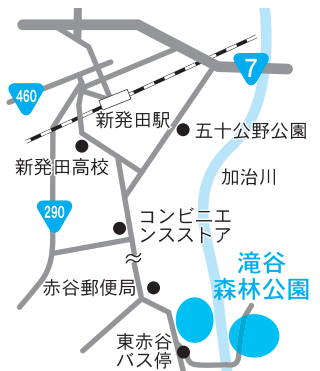 7
460
新発田駅
五十公野公園
新発田高校
加治川
290
コンビニエ
ンスストア
滝谷
森林公園
赤谷郵便局
東赤谷
バス停